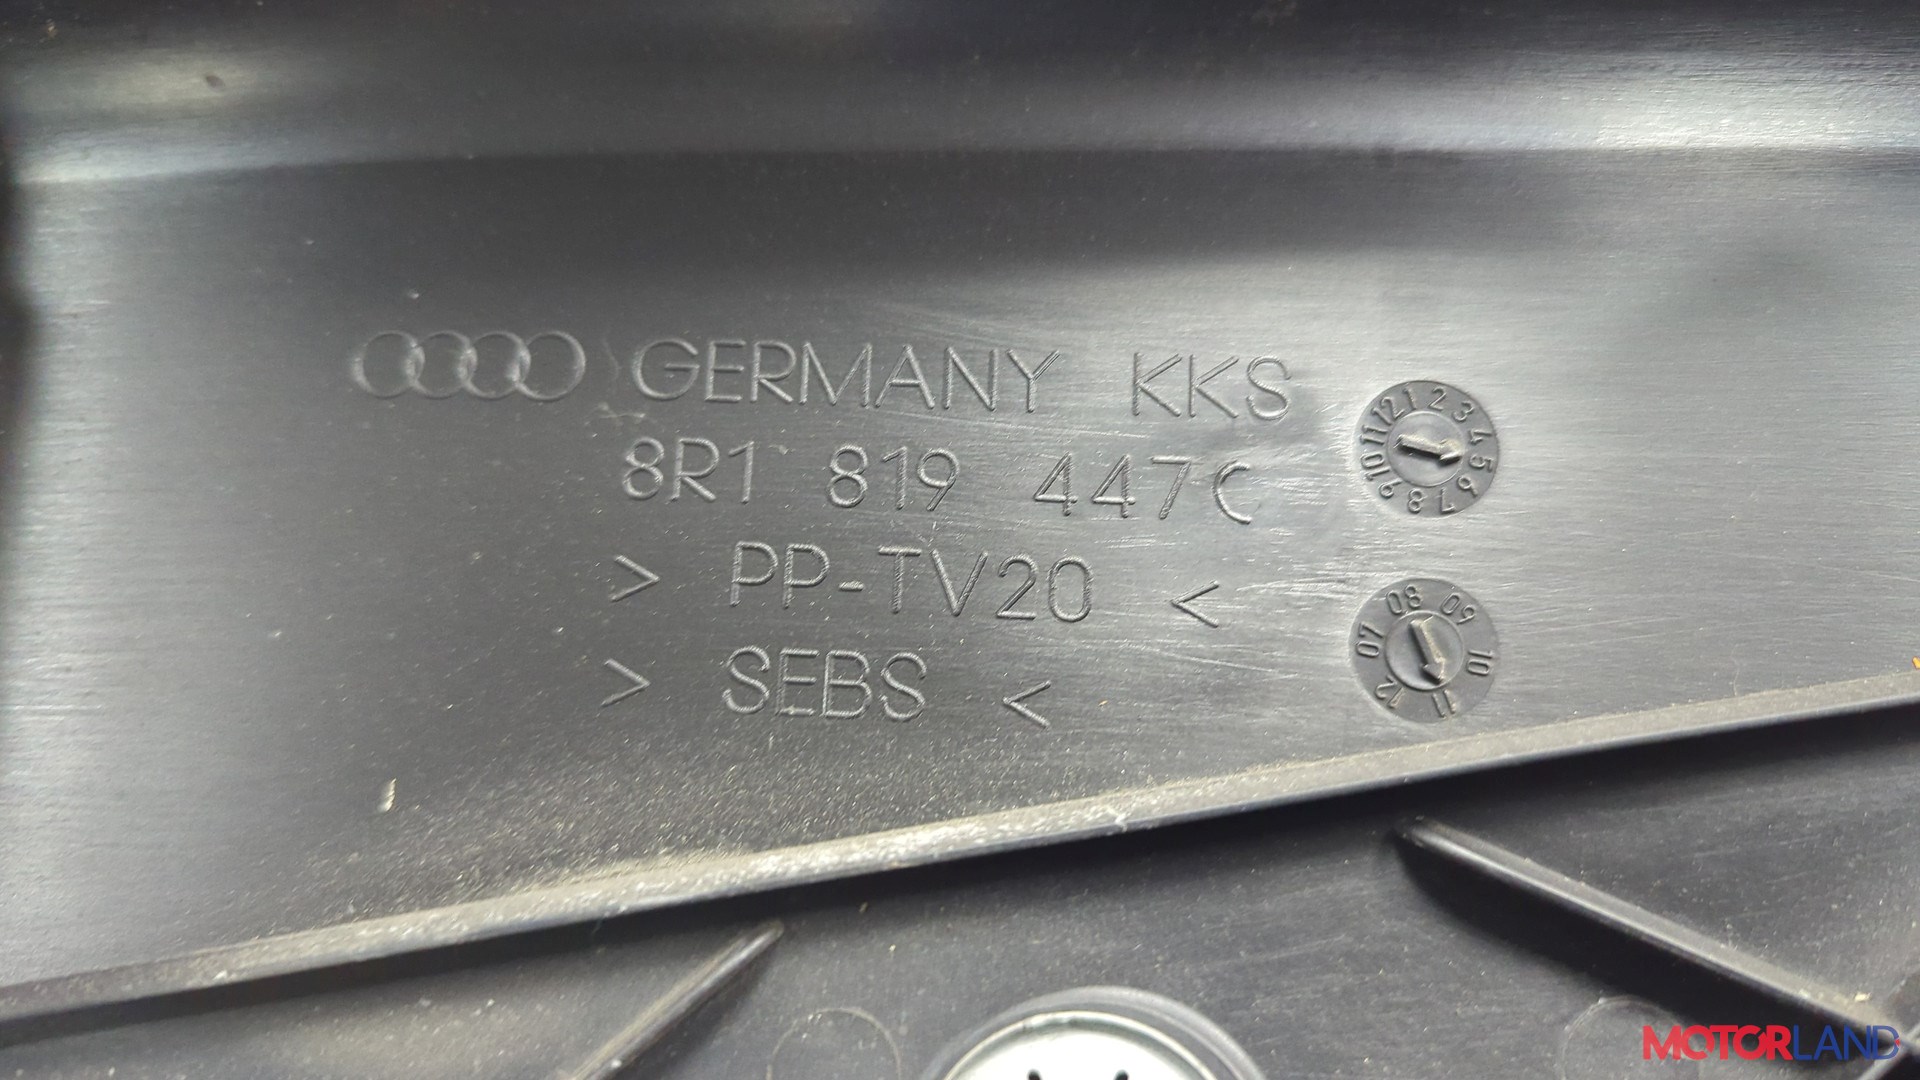 GERMANY KKS
8R1 819 447C
> PP-TV20 <
> SEBS <
1 2 3 4 5 6 7 8 9 10 11 12
07 08 09 10 11 12
MOTORLAND